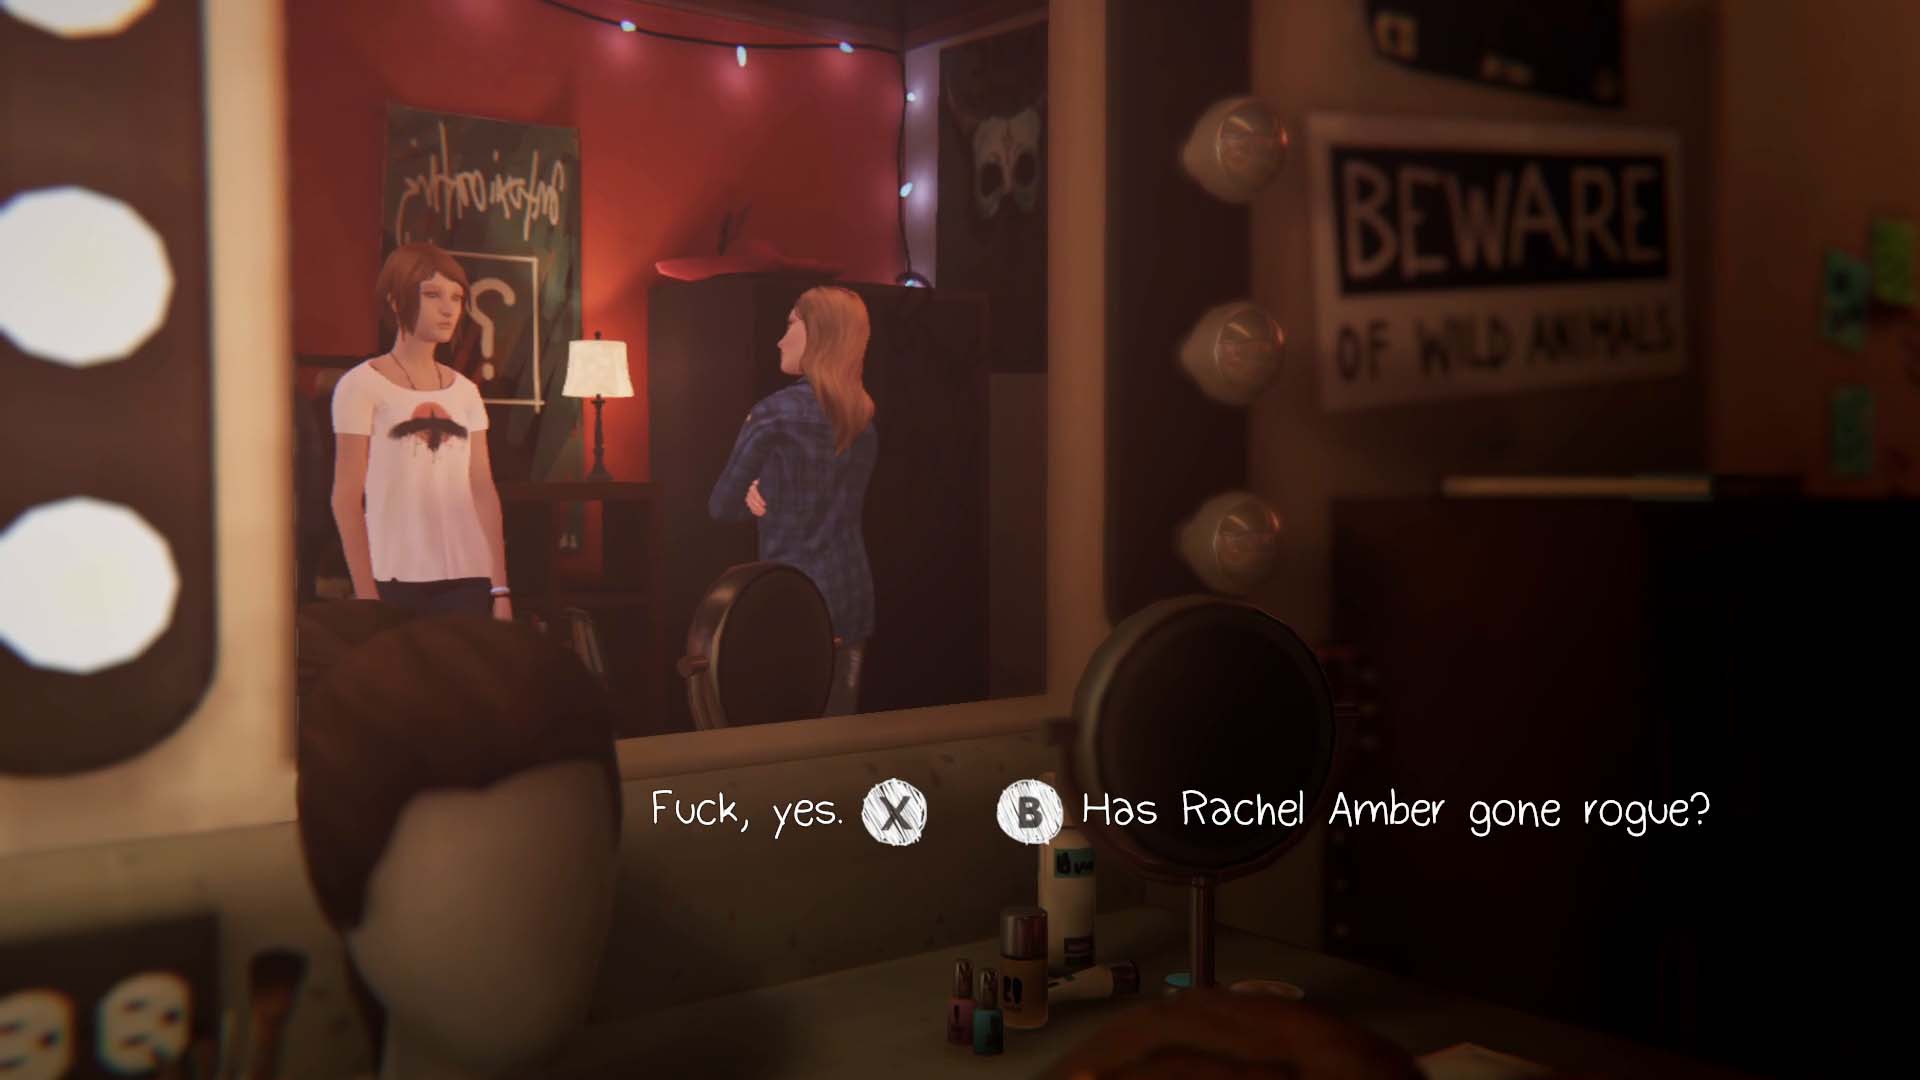 BEWARE
OF WILD ANIMALS
?
Fuck, yes. X
B Has Rachel Amber gone rogue?